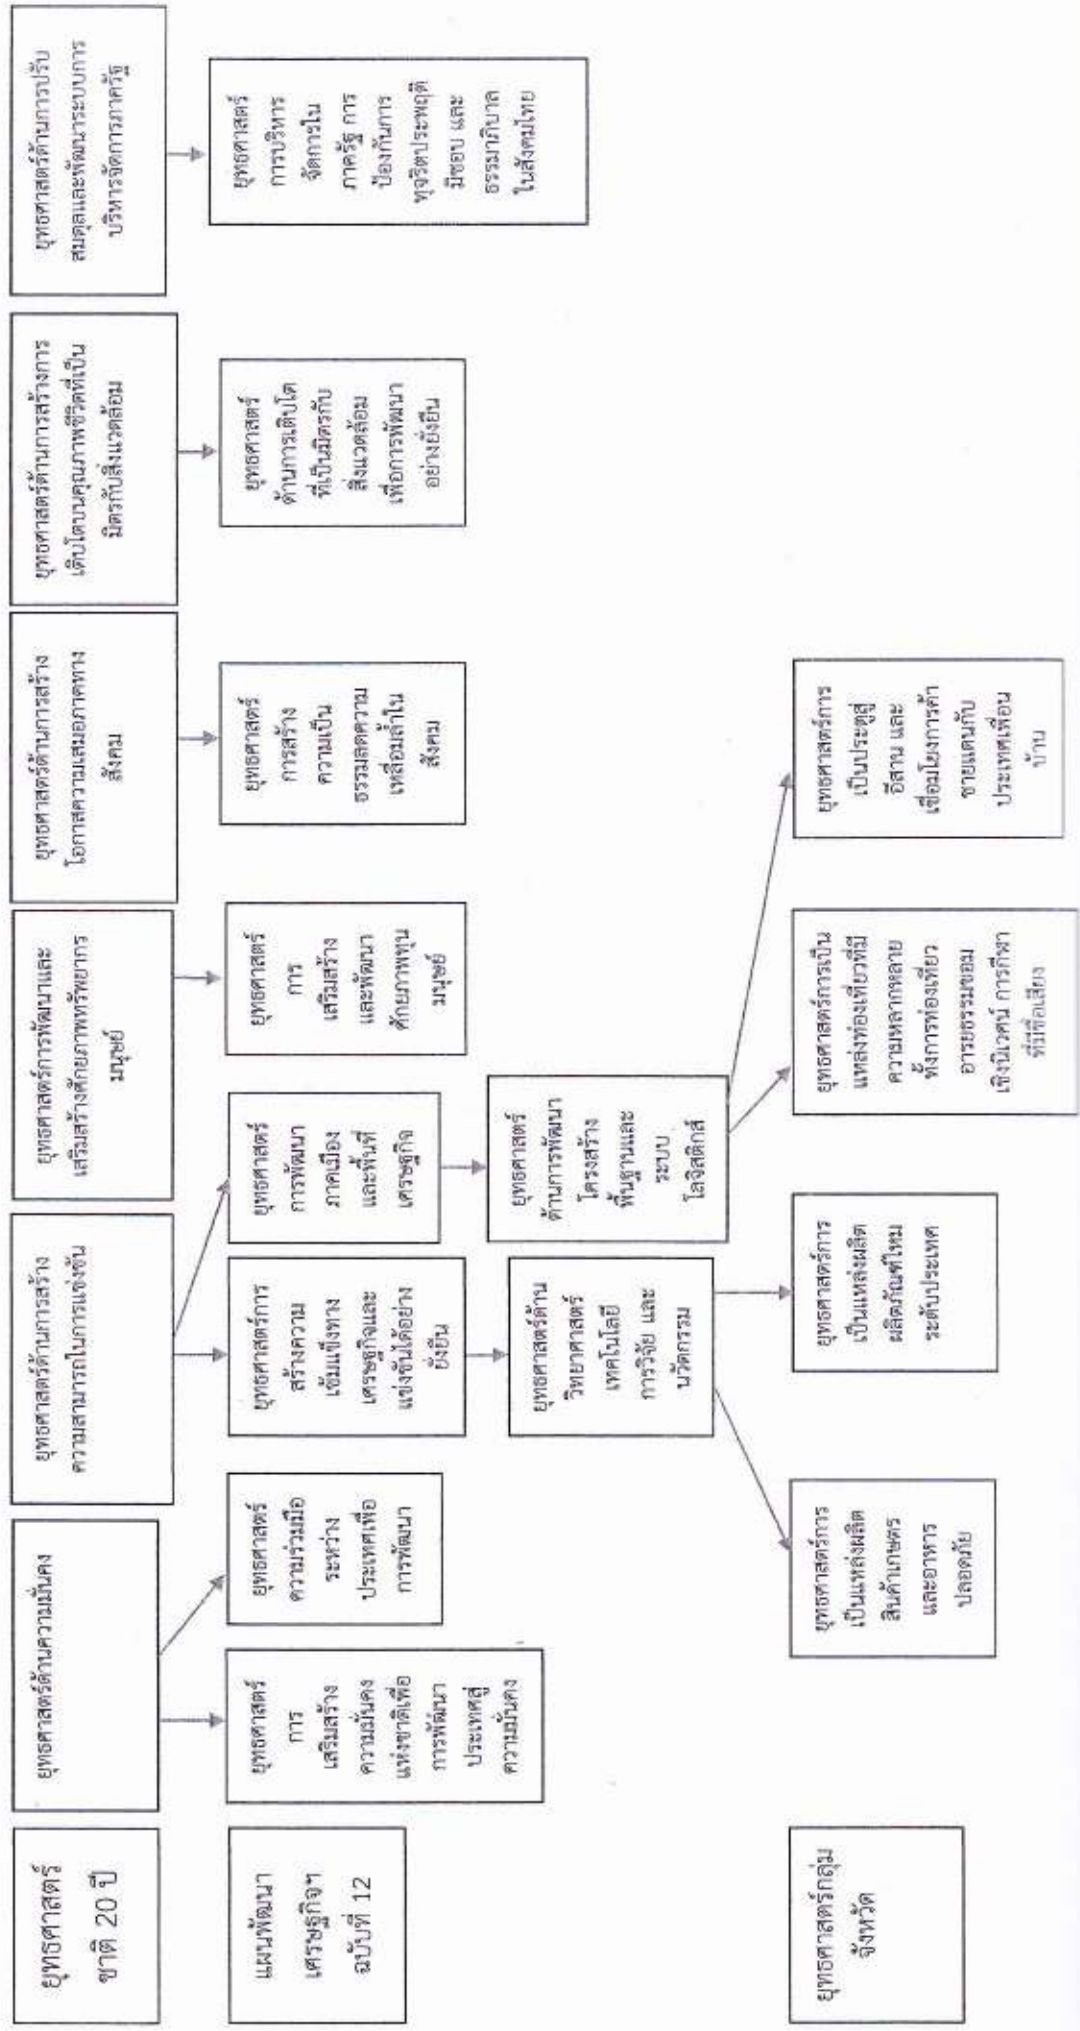 ยุทธศาสตร์
ชาติ 20 ปี
ยุทธศาสตร์ด้านความมั่นคง
ยุทธศาสตร์ด้านการสร้าง
ความสามารถในการแข่งขัน
ยุทธศาสตร์การพัฒนาและ
เสริมสร้างศักยภาพทรัพยากร
มนุษย์
ยุทธศาสตร์ด้านการสร้าง
โอกาสความเสมอภาคทาง
สังคม
ยุทธศาสตร์ด้านการสร้างการ
เติบโตบนคุณภาพชีวิตที่เป็น
มิตรกับสิ่งแวดล้อม
ยุทธศาสตร์ด้านการปรับ
สมดุลและพัฒนาระบบการ
บริหารจัดการภาครัฐ
แผนพัฒนา
เศรษฐกิจฯ
ฉบับที่ 12
ยุทธศาสตร์
การ
เสริมสร้าง
ความมั่นคง
แห่งชาติเพื่อ
การพัฒนา
ประเทศสู่
ความมั่นคง
ยุทธศาสตร์
ความร่วมมือ
ระหว่าง
ประเทศเพื่อ
การพัฒนา
ยุทธศาสตร์การ
สร้างความ
เข้มแข็งทาง
เศรษฐกิจและ
แข่งขันได้อย่าง
ยั่งยืน
ยุทธศาสตร์
การพัฒนา
ภาคเมือง
และพื้นที่
เศรษฐกิจ
ยุทธศาสตร์
การ
เสริมสร้าง
และพัฒนา
ศักยภาพทุน
มนุษย์
ยุทธศาสตร์
การสร้าง
ความเป็น
ธรรมลดความ
เหลื่อมล้ำใน
สังคม
ยุทธศาสตร์
ด้านการเติบโต
ที่เป็นมิตรกับ
สิ่งแวดล้อม
เพื่อการพัฒนา
อย่างยั่งยืน
ยุทธศาสตร์
การบริหาร
จัดการใน
ภาครัฐ การ
ป้องกันการ
ทุจริตประพฤติ
มิชอบ และ
ธรรมาภิบาล
ในสังคมไทย
ยุทธศาสตร์ด้าน
วิทยาศาสตร์
เทคโนโลยี
การวิจัย และ
นวัตกรรม
ยุทธศาสตร์
ด้านการพัฒนา
โครงสร้าง
พื้นฐานและ
ระบบ
โลจิสติกส์
ยุทธศาสตร์กลุ่ม
จังหวัด
ยุทธศาสตร์การ
เป็นแหล่งผลิต
สินค้าเกษตร
และอาหาร
ปลอดภัย
ยุทธศาสตร์การ
เป็นแหล่งผลิต
ผลิตภัณฑ์ไหม
ระดับประเทศ
ยุทธศาสตร์การเป็น
แหล่งท่องเที่ยวที่มี
ความหลากหลาย
ทั้งการท่องเที่ยว
อารยธรรมขอม
เชิงนิเวศน์ การกีฬา
ที่มีชื่อเสียง
ยุทธศาสตร์การ
เป็นประตูสู่
อีสาน และ
เชื่อมโยงการค้า
ชายแดนกับ
ประเทศเพื่อน
บ้าน